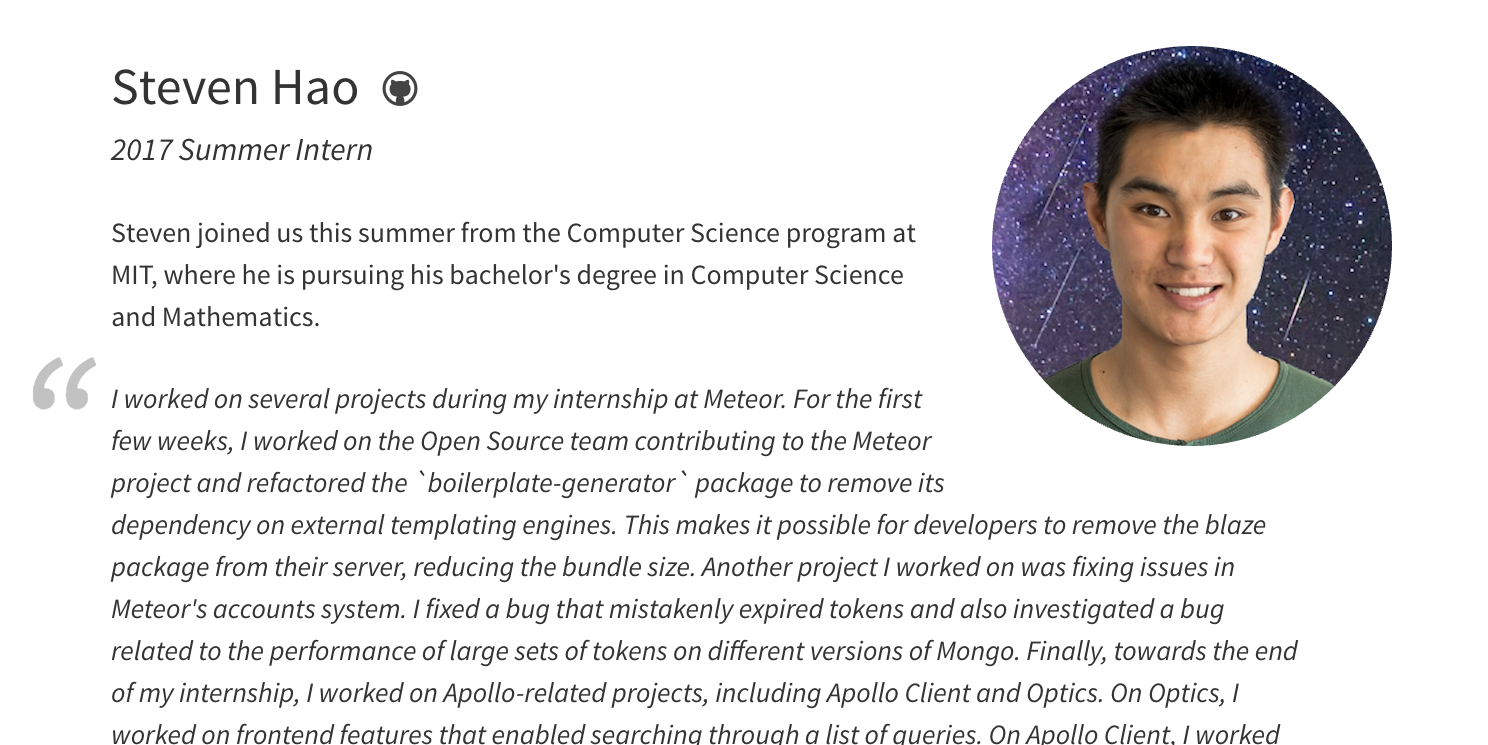 Steven Hao
2017 Summer Intern
Steven joined us this summer from the Computer Science program at
MIT, where he is pursuing his bachelor's degree in Computer Science
and Mathematics.
“
I worked on several projects during my internship at Meteor. For the first
few weeks, I worked on the Open Source team contributing to the Meteor
project and refactored the `boilerplate-generator` package to remove its
dependency on external templating engines. This makes it possible for developers to remove the blaze
package from their server, reducing the bundle size. Another project I worked on was fixing issues in
Meteor's accounts system. I fixed a bug that mistakenly expired tokens and also investigated a bug
related to the performance of large sets of tokens on different versions of Mongo. Finally, towards the end
of my internship, I worked on Apollo-related projects, including Apollo Client and Optics. On Optics, I
worked on frontend features that enabled searching through a list of queries. On Apollo Client, I worked